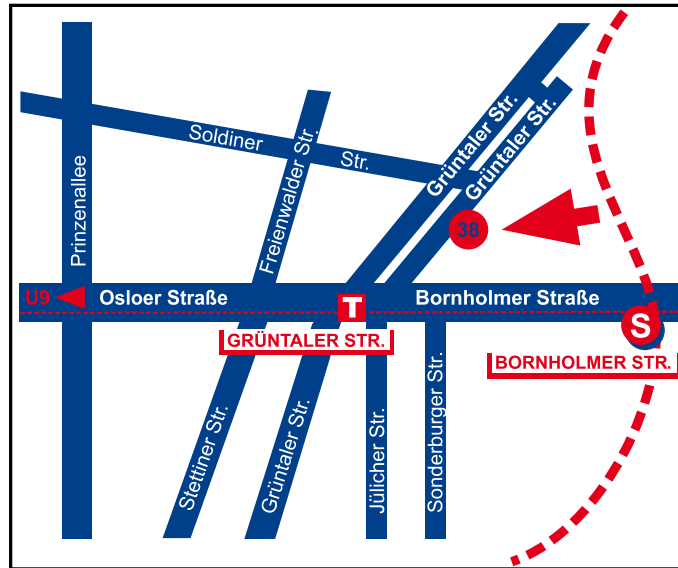 Soldiner Str.
Prinzenallee
Freienwalder Str.
Grüntaler Str.
Grüntaler Str.
38
U9
Osloer Straße
T
Bornholmer Straße
S
GRÜNTALER STR.
BORNHOLMER STR.
Stettiner Str.
Grüntaler Str.
Jülicher Str.
Sonderburger Str.